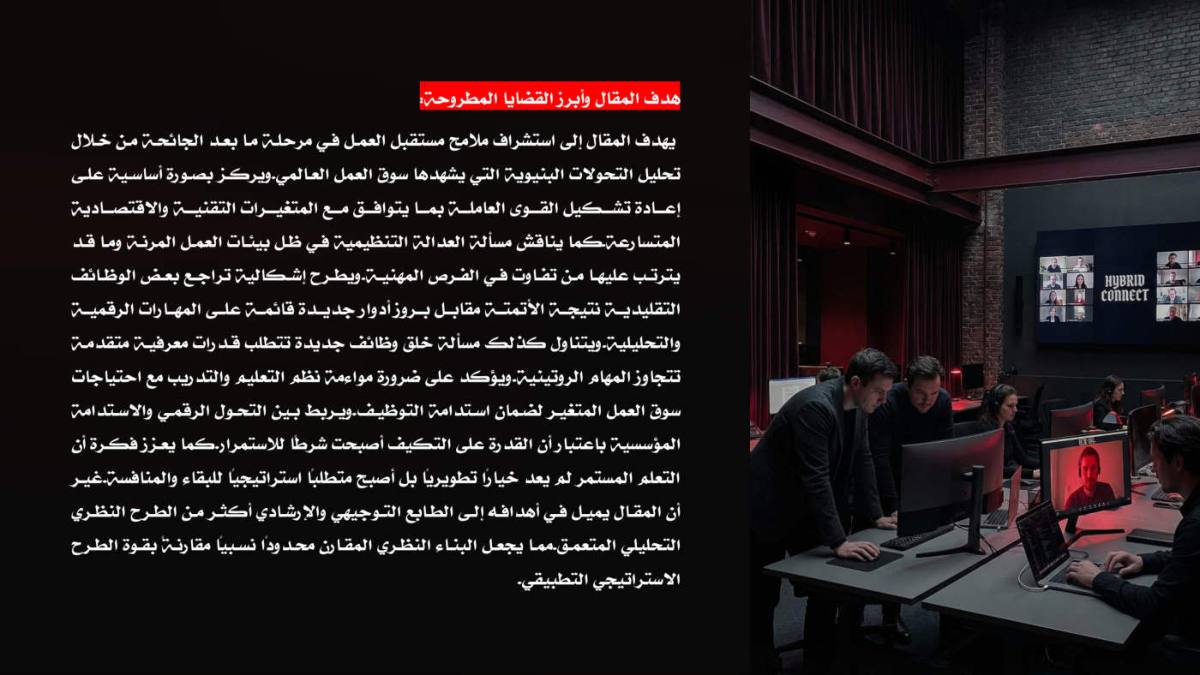 هدف المقال وأبرز القضايا المطروحة:
يهدف المقال إلى استشراف ملامح مستقبل العمل في مرحلة ما بعد الجائحة من خلال
تحليل التحولات البنيوية التي يشهدها سوق العمل العالمي.ويركز بصورة أساسية على
إعادة تشكيل القوى العاملة بما يتوافق مع المتغيرات التقنية والاقتصادية
المتسارعة.كما يناقش مسألة العدالة التنظيمية في ظل بيئات العمل المرنة وما قد
يترتب عليها من تفاوت في الفرص المهنية.ويطرح إشكالية تراجع بعض الوظائف
التقليدية نتيجة الأتمتة مقابل بروز أدوار جديدة قائمة على المهارات الرقمية
والتحليلية.ويتناول كذلك مسألة خلق وظائف جديدة تتطلب قدرات معرفية متقدمة
تتجاوز المهام الروتينية.ويؤكد على ضرورة مواءمة نظم التعليم والتدريب مع احتياجات
سوق العمل المتغير لضمان استدامة التوظيف.ويربط بين التحول الرقمي والاستدامة
المؤسسية باعتبار أن القدرة على التكيف أصبحت شرطًا للاستمرار.كما يعزز فكرة أن
التعلم المستمر لم يعد خيارًا تطويريًا بل أصبح متطلبًا استراتيجيًا للبقاء والمنافسة.غير
أن المقال يميل في أهدافه إلى الطابع التوجيهي والإرشادي أكثر من الطرح النظري
التحليلي المتعمق.مما يجعل البناء النظري المقارن محدودًا نسبيًا مقارنةً بقوة الطرح
الاستراتيجي التطبيقي.
HYBRID
CONNECT